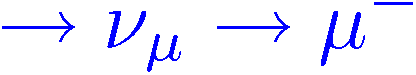 → ν_μ → μ⁻